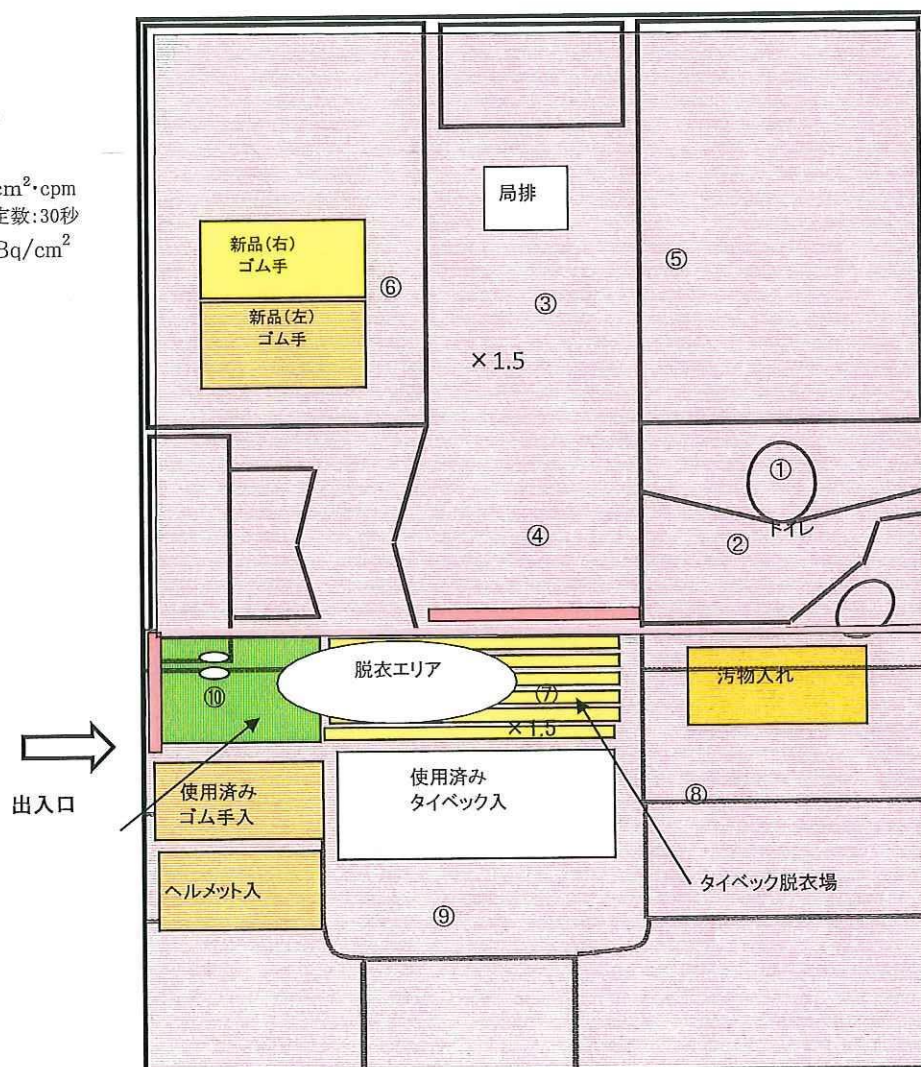 cm²・cpm
定数:30秒
Bq/cm²
局排
新品(右)
ゴム手
⑥
⑤
新品(左)
ゴム手
③
×1.5
①
トイレ
④
②
脱衣エリア
汚物入れ
⑩
⑦
×1.5
出入口
使用済み
ゴム手入
使用済み
タイベック入
⑧
ヘルメット入
タイベック脱衣場
⑨